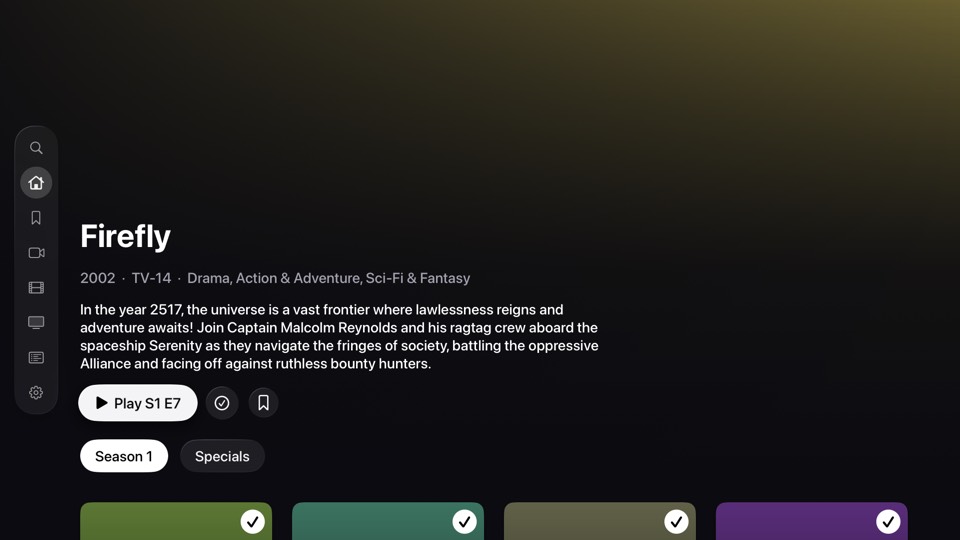 Firefly
2002 · TV-14 · Drama, Action & Adventure, Sci-Fi & Fantasy
In the year 2517, the universe is a vast frontier where lawlessness reigns and
adventure awaits! Join Captain Malcolm Reynolds and his ragtag crew aboard the
spaceship Serenity as they navigate the fringes of society, battling the oppressive
Alliance and facing off against ruthless bounty hunters.
Play S1 E7
Season 1
Specials